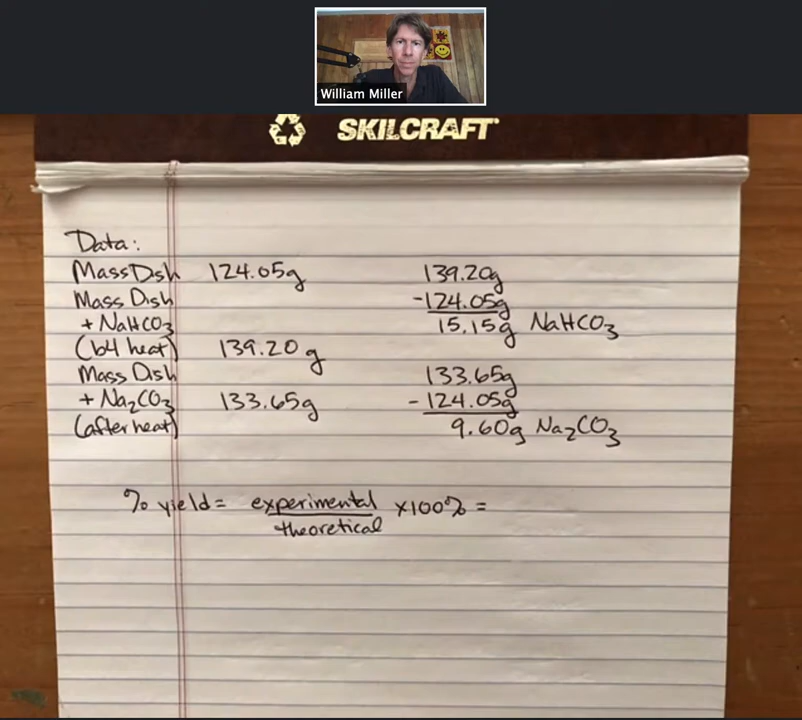 William Miller
SKILCRAFT
Data:
Mass Dish 124.05g 139.20g
Mass Dish -124.05g
+ NaHCO3 15.15g NaHCO3
(b4 heat) 139.20 g
Mass Dish 133.65g
+ Na2CO3 133.65g - 124.05g
(after heat) 9.60g Na2CO3
% yield = experimental x100% =
theoretical